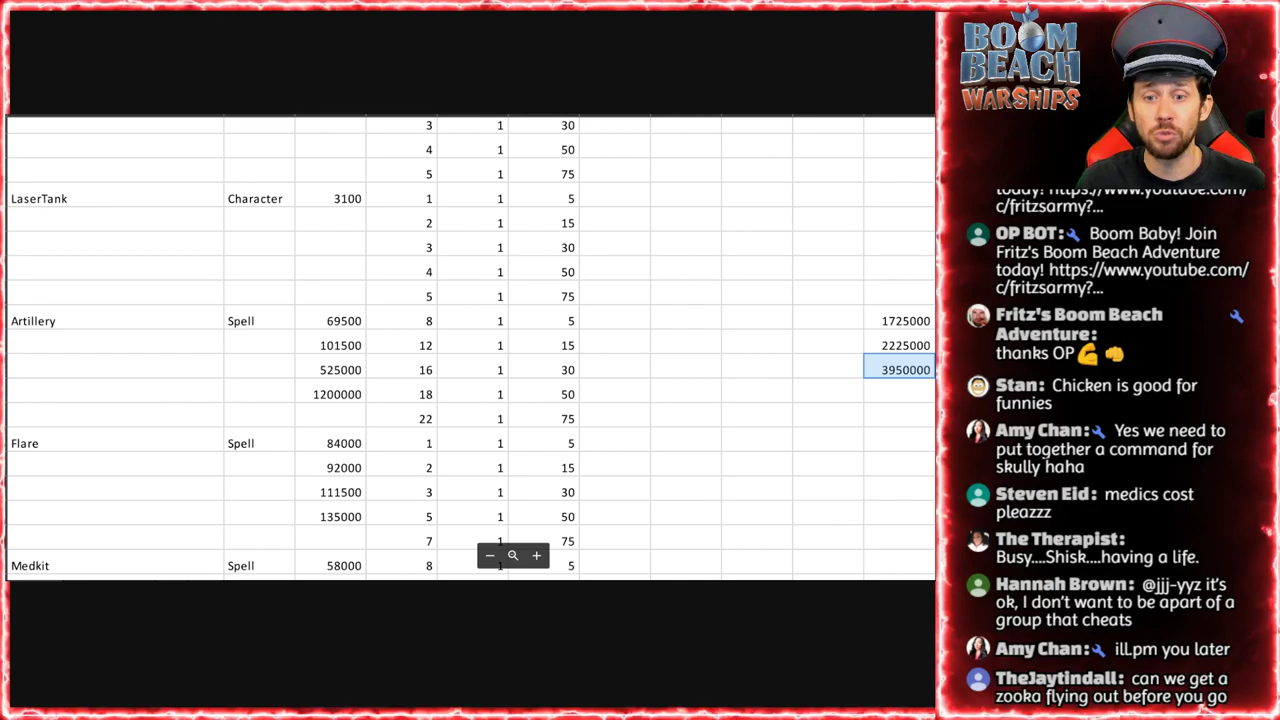 3 1 30
4 1 50
5 1 75
LaserTank Character 3100 1 1 5
2 1 15
3 1 30
4 1 50
5 1 75
Artillery Spell 69500 8 1 5 1725000
101500 12 1 15 2225000
525000 16 1 30 3950000
1200000 18 1 50
22 1 75
Flare Spell 84000 1 1 5
92000 2 1 15
111500 3 1 30
135000 5 1 50
7 1 75
Medkit Spell 58000 8 1 5
BOOM
BEACH
WARSHIPS
today! https://www.youtube.com/
c/fritzsarmy?...
OP BOT: Boom Baby! Join
Fritz's Boom Beach Adventure
today! https://www.youtube.com/
c/fritzsarmy?...
Fritz's Boom Beach
Adventure:
thanks OP
Stan: Chicken is good for
funnies
Amy Chan: Yes we need to
put together a command for
skully haha
Steven Eid: medics cost
pleazzz
The Therapist:
Busy....Shisk....having a life.
Hannah Brown: @jjj-yyz it's
ok, I don't want to be apart of a
group that cheats
Amy Chan: ill.pm you later
TheJaytindall: can we get a
zooka flying out before you go